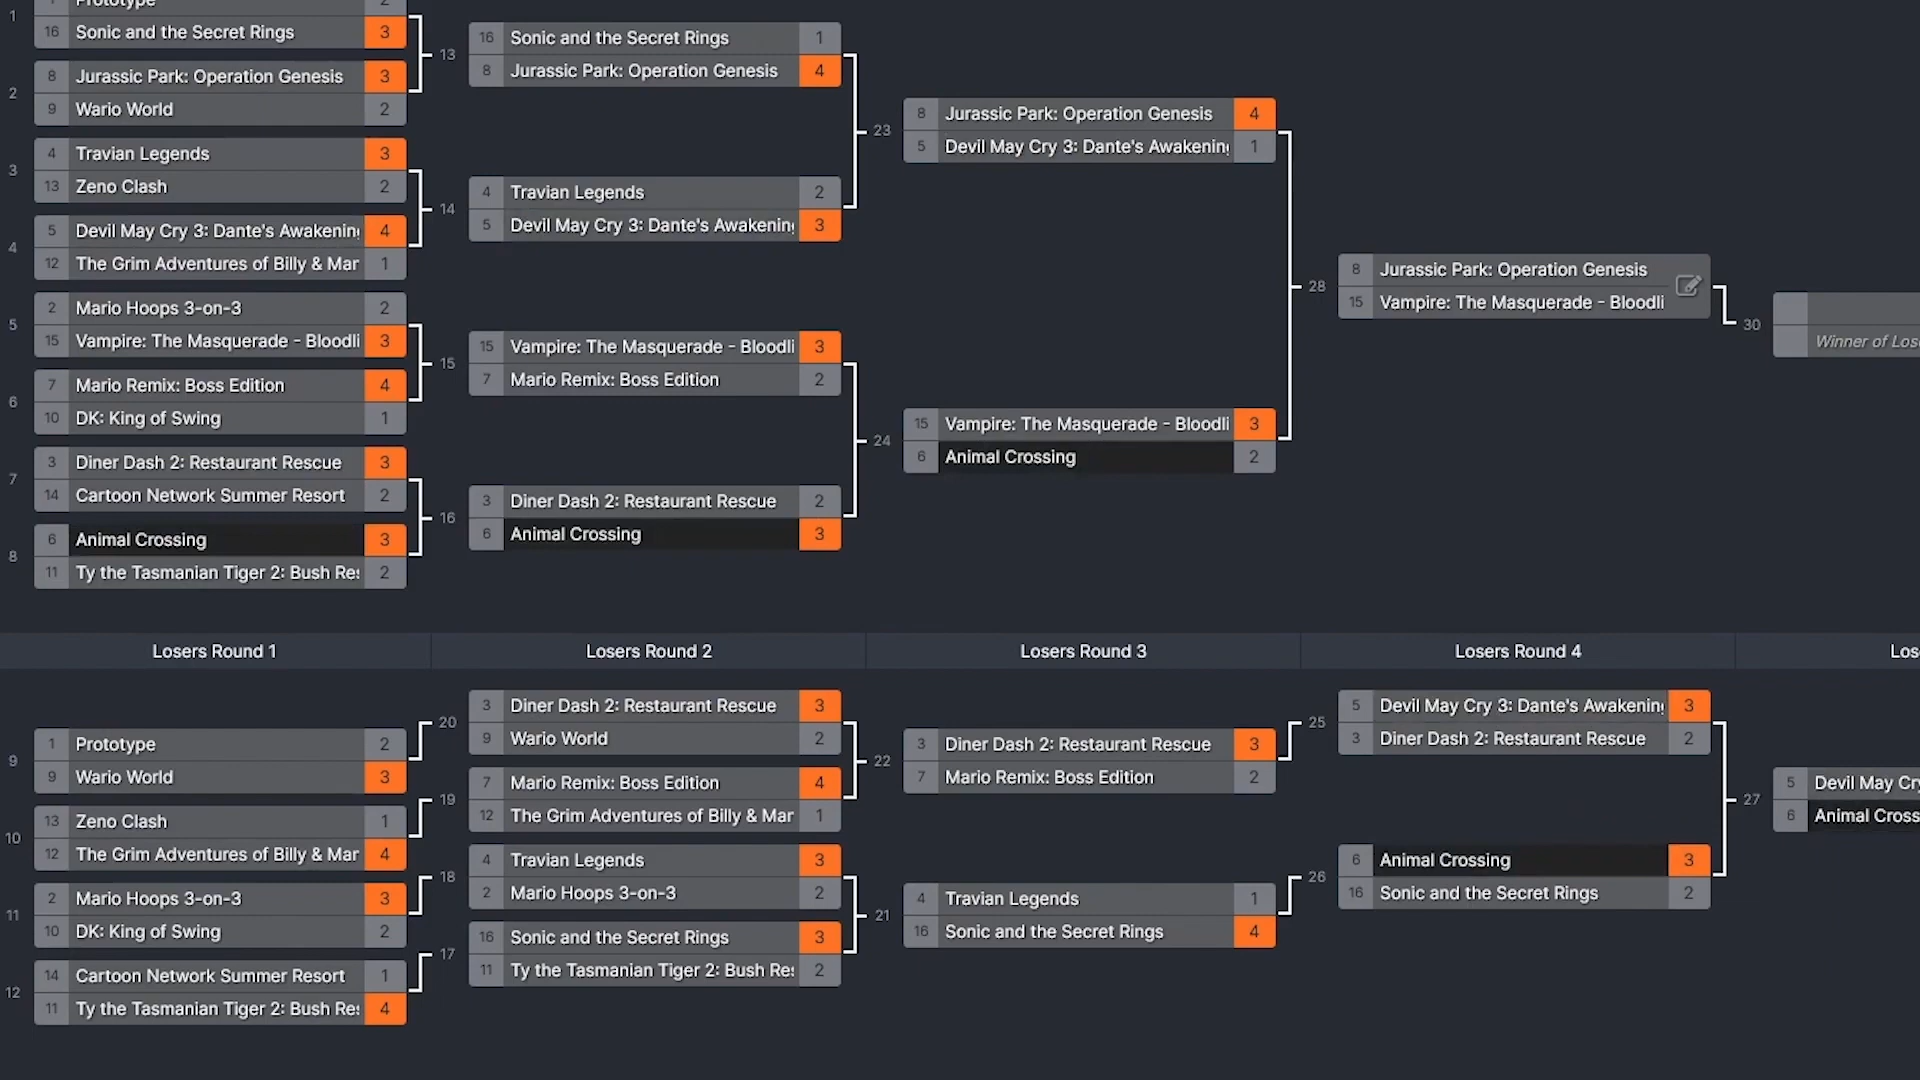 1 Prototype 2
16 Sonic and the Secret Rings 3
2
8 Jurassic Park: Operation Genesis 3
9 Wario World 2
3
4 Travian Legends 3
13 Zeno Clash 2
4
5 Devil May Cry 3: Dante's Awakening 4
12 The Grim Adventures of Billy & Man 1
5
2 Mario Hoops 3-on-3 2
15 Vampire: The Masquerade - Bloodli 3
6
7 Mario Remix: Boss Edition 4
10 DK: King of Swing 1
7
3 Diner Dash 2: Restaurant Rescue 3
14 Cartoon Network Summer Resort 2
8
6 Animal Crossing 3
11 Ty the Tasmanian Tiger 2: Bush Res 2
13
16 Sonic and the Secret Rings 1
8 Jurassic Park: Operation Genesis 4
14
4 Travian Legends 2
5 Devil May Cry 3: Dante's Awakening 3
15
15 Vampire: The Masquerade - Bloodli 3
7 Mario Remix: Boss Edition 2
16
3 Diner Dash 2: Restaurant Rescue 2
6 Animal Crossing 3
23
8 Jurassic Park: Operation Genesis 4
5 Devil May Cry 3: Dante's Awakening 1
24
15 Vampire: The Masquerade - Bloodli 3
6 Animal Crossing 2
28
8 Jurassic Park: Operation Genesis
15 Vampire: The Masquerade - Bloodli
30
Winner of Lose
Losers Round 1
Losers Round 2
Losers Round 3
Losers Round 4
Lose
9
1 Prototype 2
9 Wario World 3
10
13 Zeno Clash 1
12 The Grim Adventures of Billy & Man 4
11
2 Mario Hoops 3-on-3 3
10 DK: King of Swing 2
12
14 Cartoon Network Summer Resort 1
11 Ty the Tasmanian Tiger 2: Bush Res 4
20
3 Diner Dash 2: Restaurant Rescue 3
9 Wario World 2
19
7 Mario Remix: Boss Edition 4
12 The Grim Adventures of Billy & Man 1
18
4 Travian Legends 3
2 Mario Hoops 3-on-3 2
17
16 Sonic and the Secret Rings 3
11 Ty the Tasmanian Tiger 2: Bush Res 2
22
3 Diner Dash 2: Restaurant Rescue 3
7 Mario Remix: Boss Edition 2
21
4 Travian Legends 1
16 Sonic and the Secret Rings 4
25
5 Devil May Cry 3: Dante's Awakening 3
3 Diner Dash 2: Restaurant Rescue 2
26
6 Animal Crossing 3
16 Sonic and the Secret Rings 2
27
5 Devil May Cry
6 Animal Cross